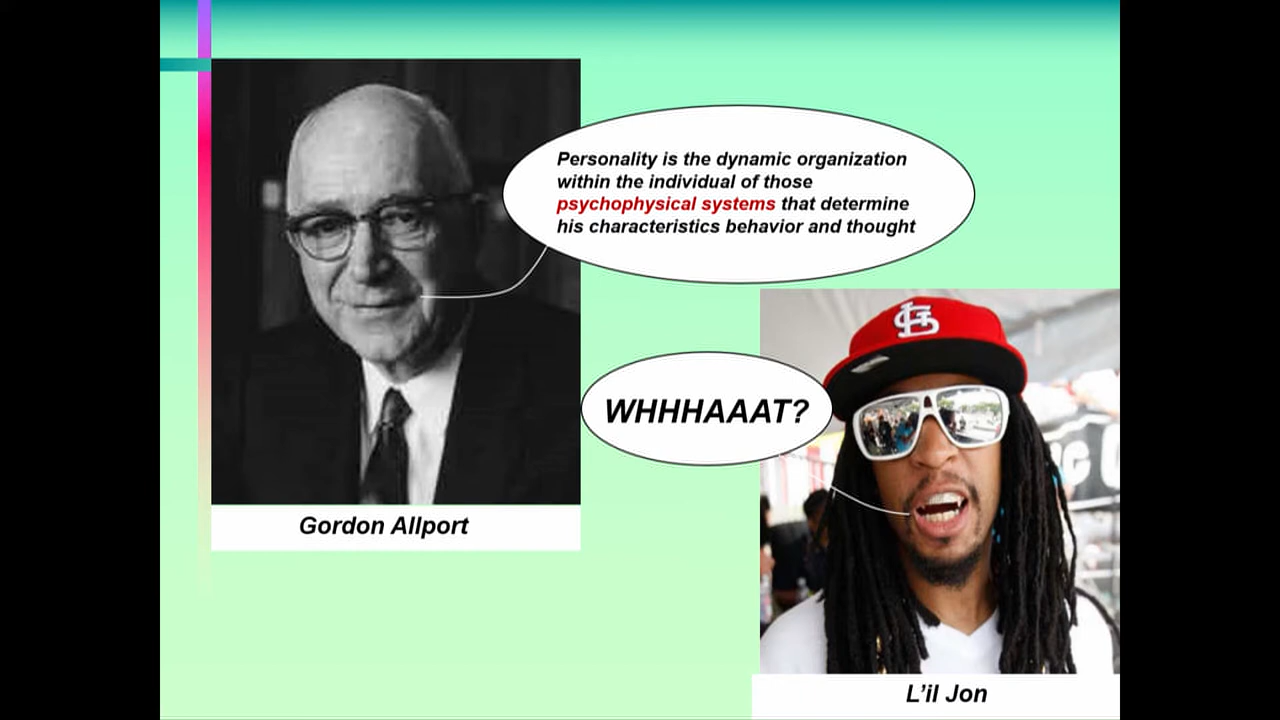 Personality is the dynamic organization
within the individual of those
psychophysical systems that determine
his characteristics behavior and thought
WHHHAAAT?
Gordon Allport
L'il Jon